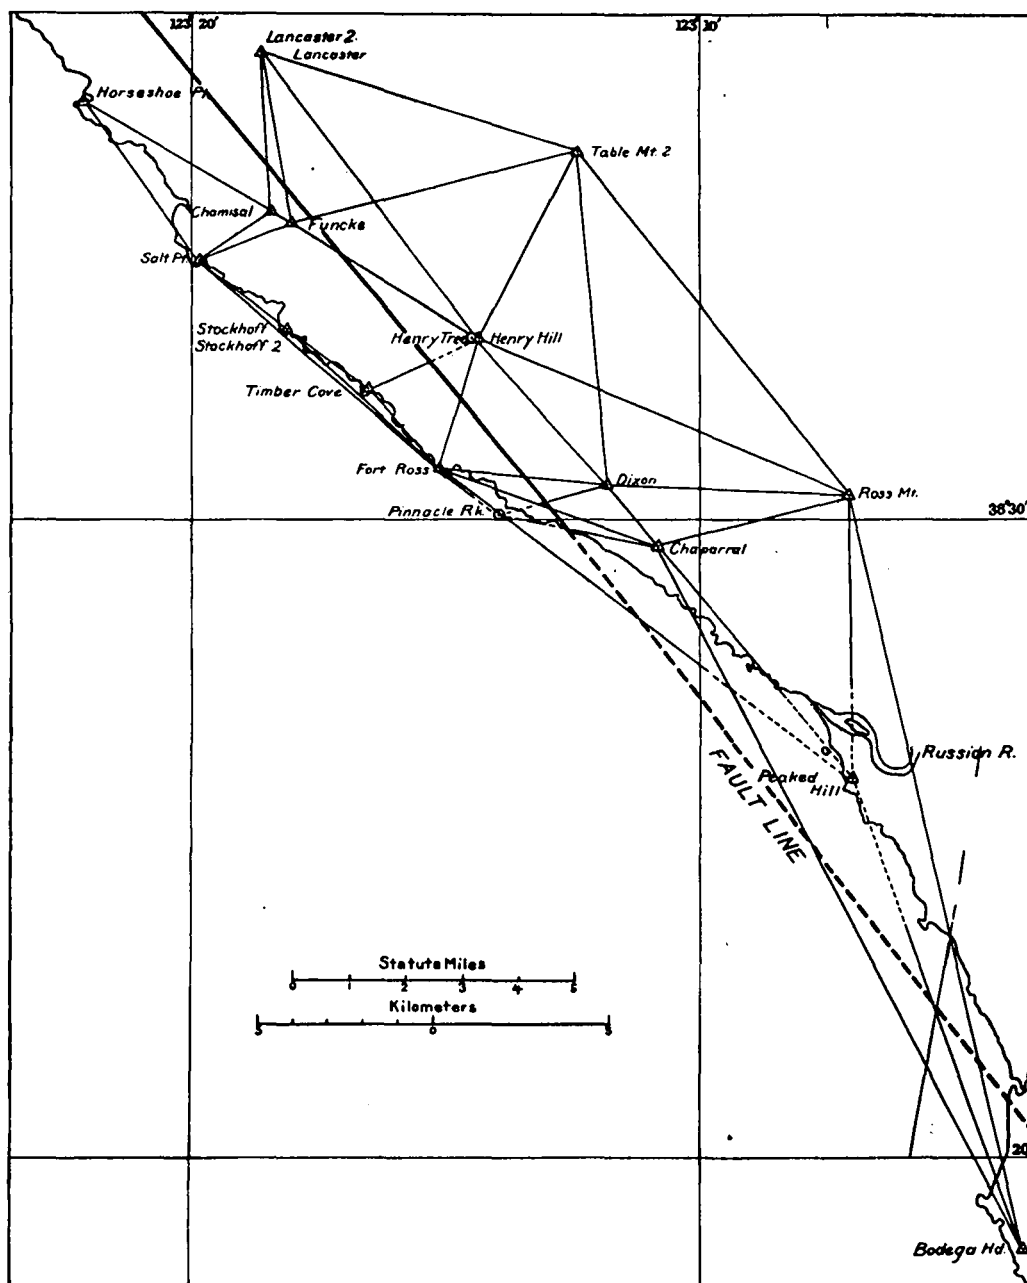 123 20'
123 10'
Lancaster 2.
Lancaster
Horseshoe Pt.
Table Mt. 2
Chamisal
Funcke
Salt Pt.
Stockhoff
Stockhoff 2
Henry Tree
Henry Hill
Timber Cove
Fort Ross
Dixon
Ross Mt.
Pinnacle Rk.
38°30'
Chaparral
Russian R.
Peaked
Hill
FAULT LINE
Statute Miles
0 1 2 3 4 5
Kilometers
5 0 5
20
Bodega Hd.